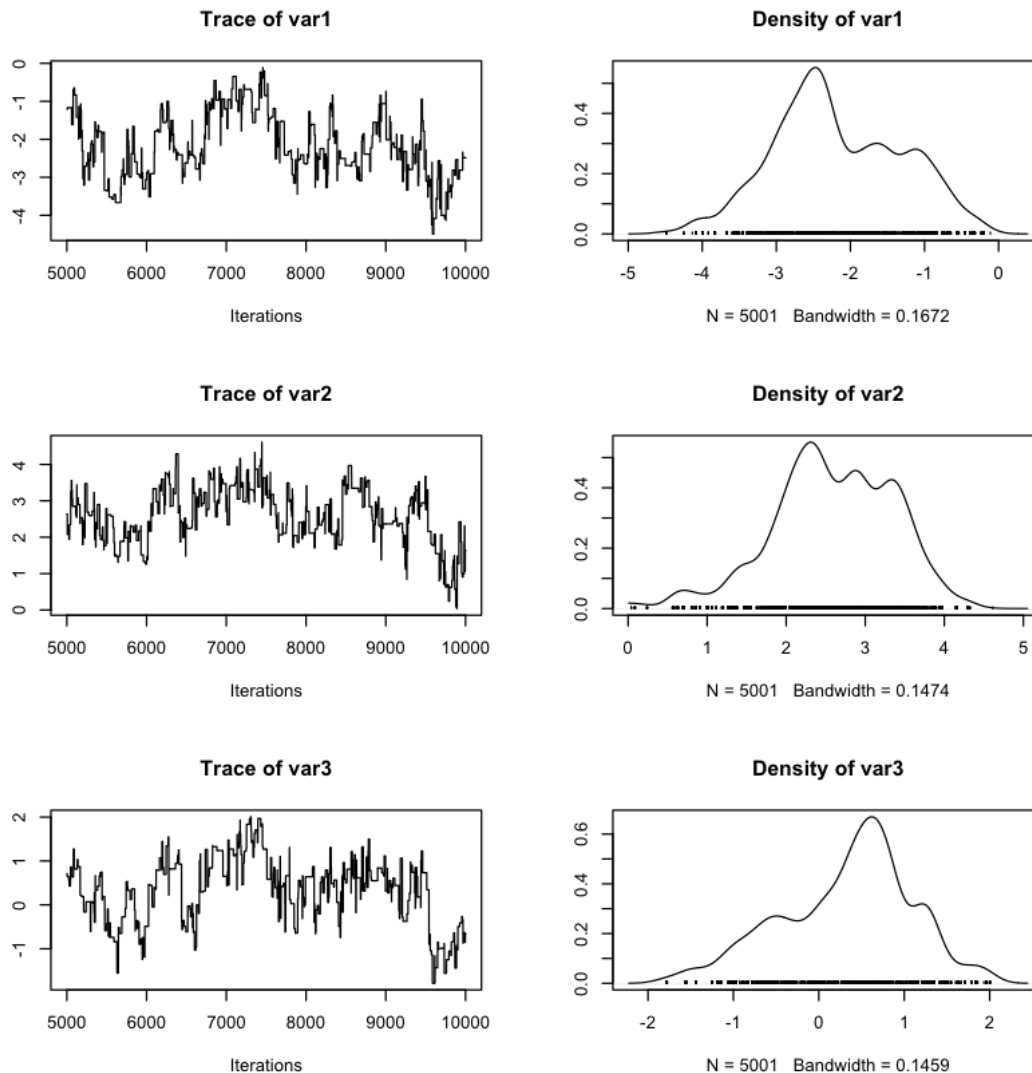 Trace of var1
0
-1
-2
-3
-4
5000 6000 7000 8000 9000 10000
Iterations
Density of var1
0.4
0.2
0.0
-5 -4 -3 -2 -1 0
N = 5001 Bandwidth = 0.1672
Trace of var2
4
3
2
1
0
5000 6000 7000 8000 9000 10000
Iterations
Density of var2
0.4
0.2
0.0
0 1 2 3 4 5
N = 5001 Bandwidth = 0.1474
Trace of var3
2
1
0
-1
5000 6000 7000 8000 9000 10000
Iterations
Density of var3
0.6
0.4
0.2
0.0
-2 -1 0 1 2
N = 5001 Bandwidth = 0.1459